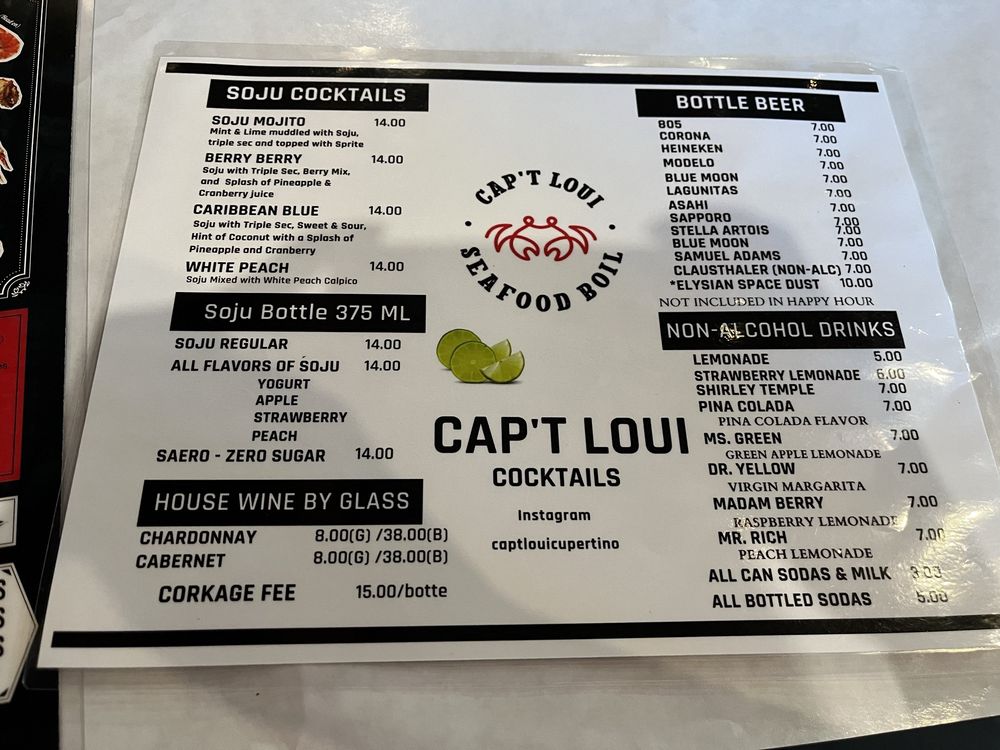 SOJU COCKTAILS
SOJU MOJITO 14.00
Mint & Lime muddled with Soju,
triple sec and topped with Sprite
BERRY BERRY 14.00
Soju with Triple Sec, Berry Mix,
and Splash of Pineapple &
Cranberry juice
CARIBBEAN BLUE 14.00
Soju with Triple Sec, Sweet & Sour,
Hint of Coconut with a Splash of
Pineapple and Cranberry
WHITE PEACH 14.00
Soju Mixed with White Peach Calpico
Soju Bottle 375 ML
SOJU REGULAR 14.00
ALL FLAVORS OF SOJU 14.00
YOGURT
APPLE
STRAWBERRY
PEACH
SAERO - ZERO SUGAR 14.00
HOUSE WINE BY GLASS
CHARDONNAY 8.00(G) /38.00(B)
CABERNET 8.00(G) /38.00(B)
CORKAGE FEE 15.00/botte
CAP'T LOUI
SEAFOOD BOIL
CAP'T LOUI
COCKTAILS
Instagram
captlouicupertino
BOTTLE BEER
805 7.00
CORONA 7.00
HEINEKEN 7.00
MODELO 7.00
BLUE MOON 7.00
LAGUNITAS 7.00
ASAHI 7.00
SAPPORO 7.00
STELLA ARTOIS 7.00
BLUE MOON 7.00
SAMUEL ADAMS 7.00
CLAUSTHALER (NON-ALC) 7.00
*ELYSIAN SPACE DUST 10.00
NOT INCLUDED IN HAPPY HOUR
NON-ALCOHOL DRINKS
LEMONADE 5.00
STRAWBERRY LEMONADE 6.00
SHIRLEY TEMPLE 7.00
PINA COLADA 7.00
PINA COLADA FLAVOR
MS. GREEN 7.00
GREEN APPLE LEMONADE
DR. YELLOW 7.00
VIRGIN MARGARITA
MADAM BERRY 7.00
RASPBERRY LEMONADE
MR. RICH 7.00
PEACH LEMONADE
ALL CAN SODAS & MILK
ALL BOTTLED SODAS 5.00